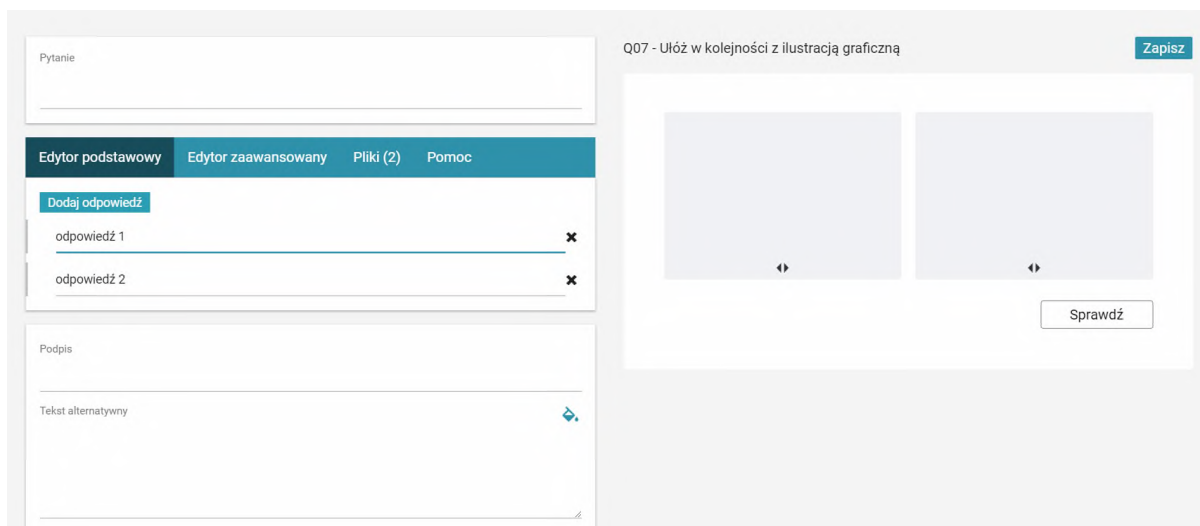 Pytanie
Edytor podstawowy Edytor zaawansowany Pliki (2) Pomoc
Dodaj odpowiedź
odpowiedź 1
odpowiedź 2
Podpis
Tekst alternatywny
Q07 - Ułóż w kolejności z ilustracją graficzną
Zapisz
Sprawdź